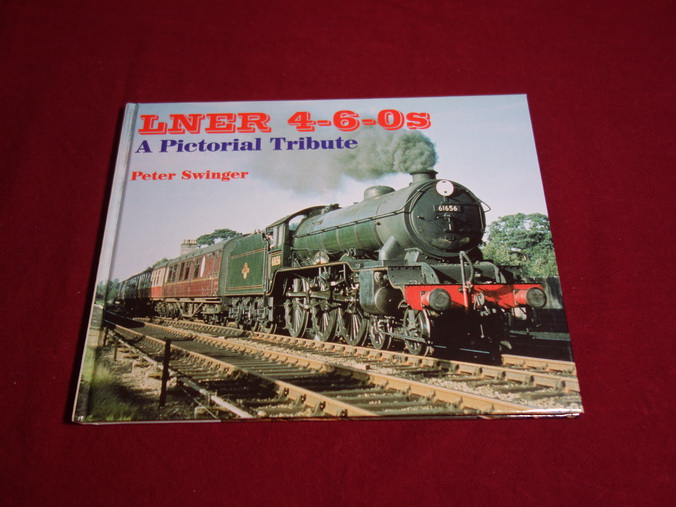 LNER 4-6-0s
A Pictorial Tribute
Peter Swinger
61656